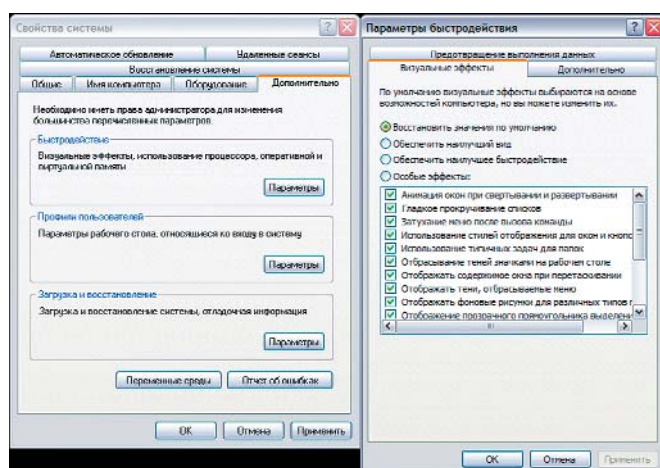 Свойства системы
Автоматическое обновление
Удаленные сеансы
Восстановление системы
Общие
Имя компьютера
Оборудование
Дополнительно
Необходимо иметь права администратора для изменения
большинства перечисленных параметров.
Быстродействие
Визуальные эффекты, использование процессора, оперативной и
виртуальной памяти
Параметры
Профили пользователей
Параметры рабочего стола, относящиеся ко входу в систему
Параметры
Загрузка и восстановление
Загрузка и восстановление системы, отладочная информация
Параметры
Переменные среды
Отчет об ошибках
ОК
Отмена
Применить
Параметры быстродействия
Предотвращение выполнения данных
Визуальные эффекты
Дополнительно
По умолчанию визуальные эффекты выбираются на основе
возможностей компьютера, но вы можете изменить их.
Восстановить значения по умолчанию
Обеспечить наилучший вид
Обеспечить наилучшее быстродействие
Особые эффекты:
Анимация окон при свертывании и развертывании
Гладкое прокручивание списков
Затухание меню после вызова команды
Использование стилей отображения для окон и кнопо
Использование типичных задач для папок
Отбрасывание теней значками на рабочем столе
Отображать содержимое окна при перетаскивании
Отображать тени, отбрасываемые меню
Отображать фоновые рисунки для различных типов п
Отображение прозрачного прямоугольника выделени
ОК
Отмена
Применить